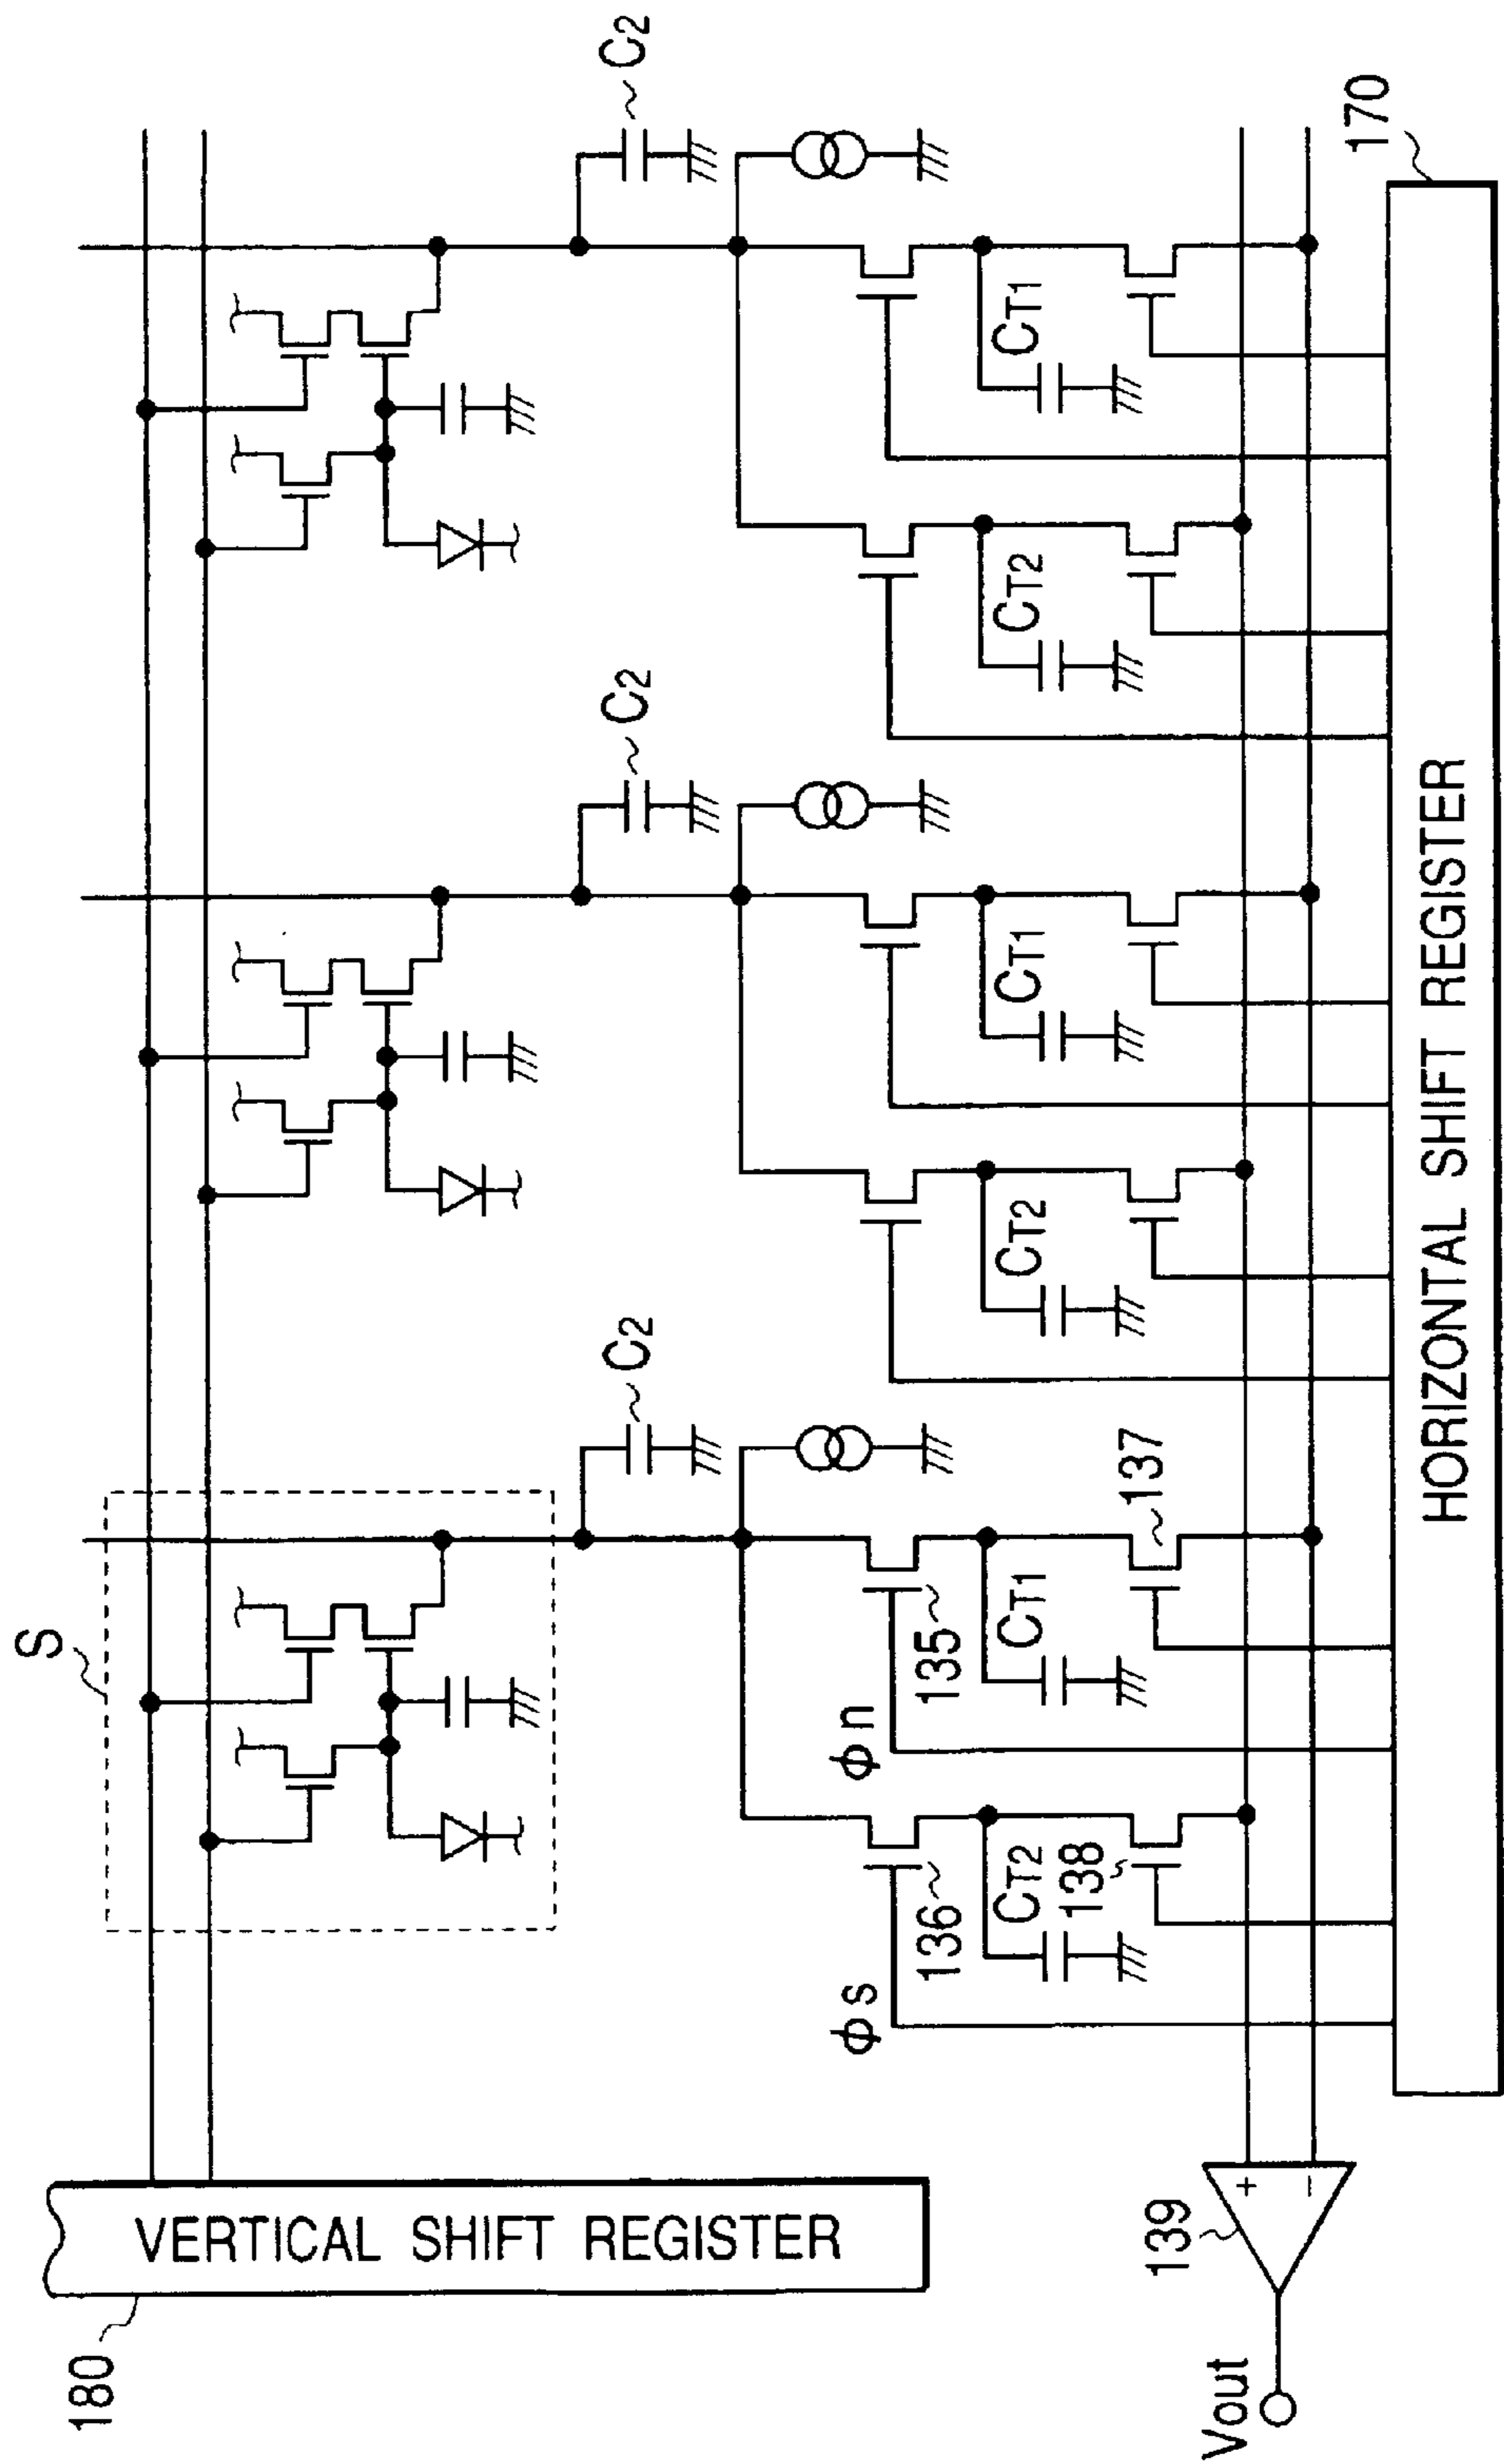 S
C2
C2
C2
180
VERTICAL SHIFT REGISTER
φs
φn
136
135
CT2
CT1
CT2
CT1
CT2
CT1
138
137
139
+
−
Vout
HORIZONTAL SHIFT REGISTER
170